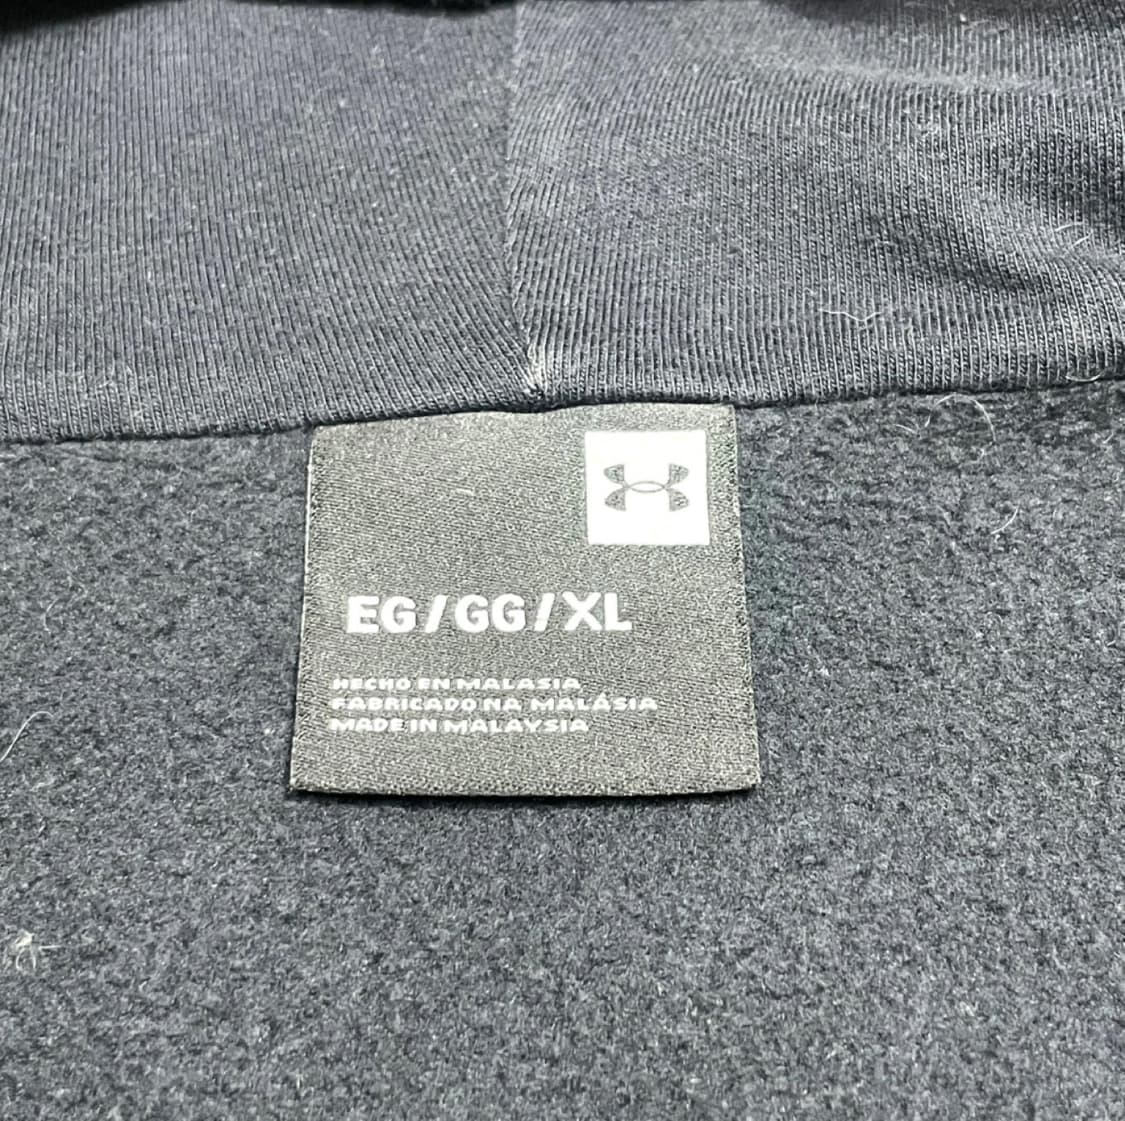 EG/GG/XL
HECHO EN MALASIA
FABRICADO NA MALÁSIA
MADE IN MALAYSIA